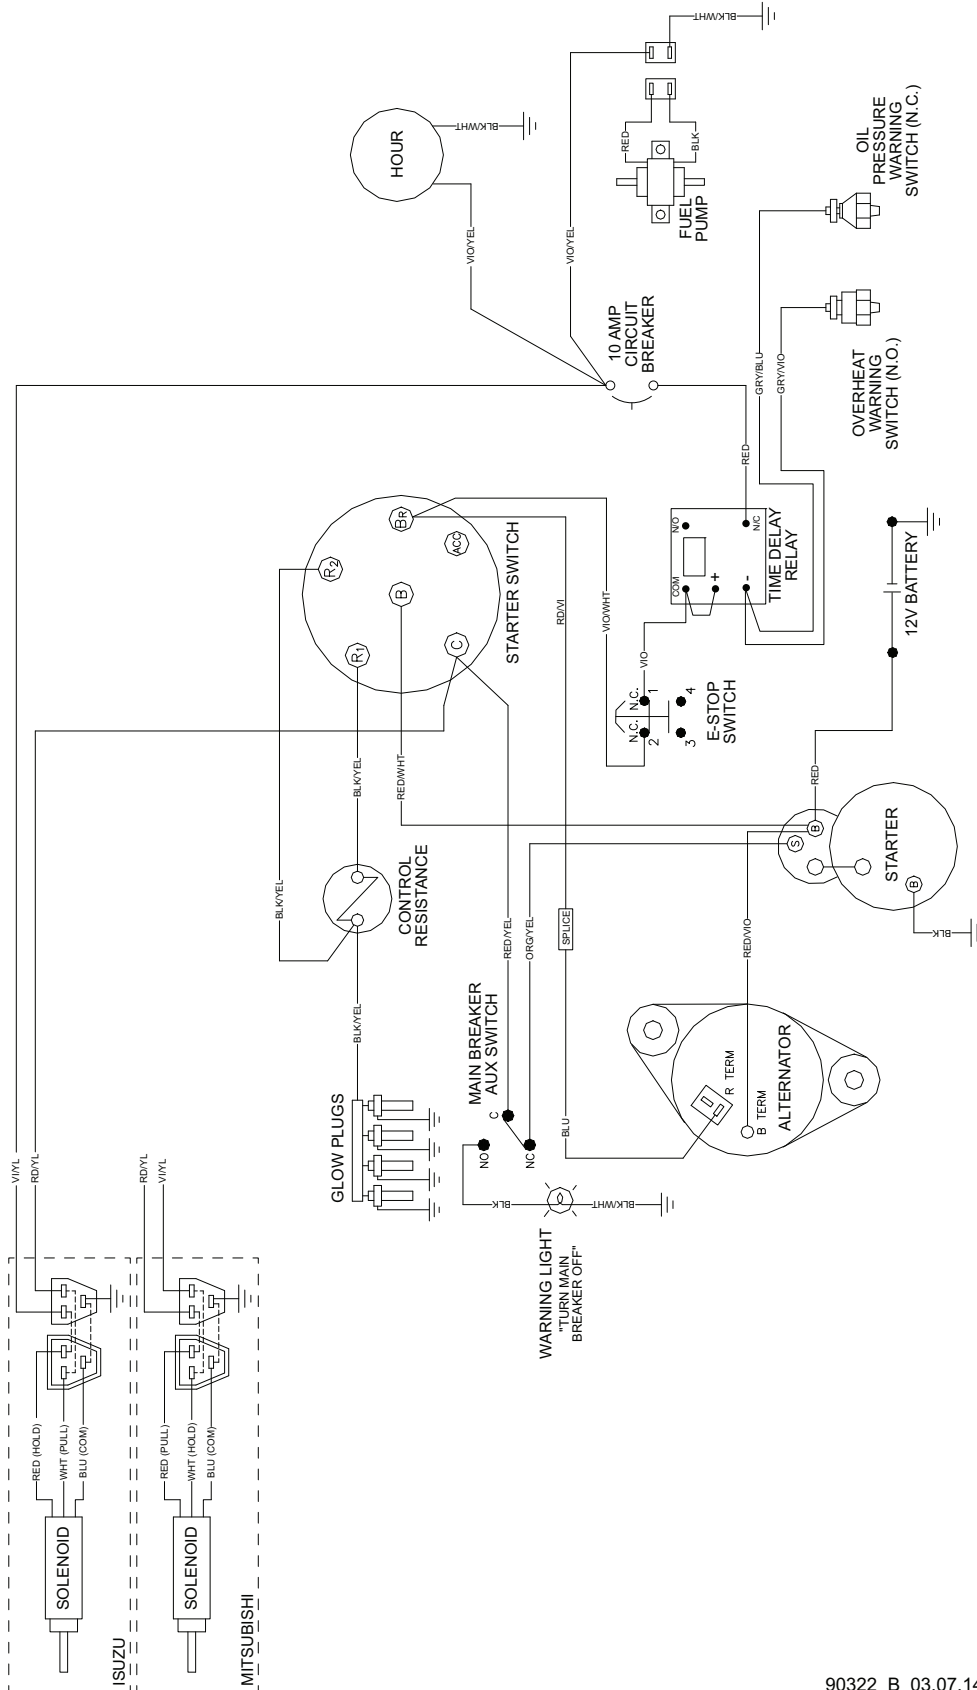 BLK/WHT
HOUR
BLK/WHT
RED
BLK
FUEL
PUMP
VIO/YEL
VIO/YEL
OIL
PRESSURE
WARNING
SWITCH (N.C.)
10 AMP
CIRCUIT
BREAKER
OVERHEAT
WARNING
SWITCH (N.O.)
GRY/BLU
GRY/VIO
RED
R2
BR
ACC
B
R1
C
STARTER SWITCH
N/O
N/C
COM
+
-
TIME DELAY
RELAY
12V BATTERY
RD/VI
VIO/WHT
VIO
N.C.
N.C.
1
2
3
4
E-STOP
SWITCH
BLK/YEL
RED/WHT
RED
BLK/YEL
CONTROL
RESISTANCE
S
B
B
STARTER
BLK
RED/YEL
ORG/YEL
SPLICE
RED/VIO
BLK/YEL
MAIN BREAKER
AUX SWITCH
C
NO
NC
BLU
R TERM
B TERM
ALTERNATOR
GLOW PLUGS
BLK
BLK/WHT
WARNING LIGHT
"TURN MAIN
BREAKER OFF"
VI/YL
RD/YL
RD/YL
VI/YL
RED (HOLD)
WHT (PULL)
BLU (COM)
RED (PULL)
WHT (HOLD)
BLU (COM)
SOLENOID
SOLENOID
ISUZU
MITSUBISHI
90322_B_03.07.14